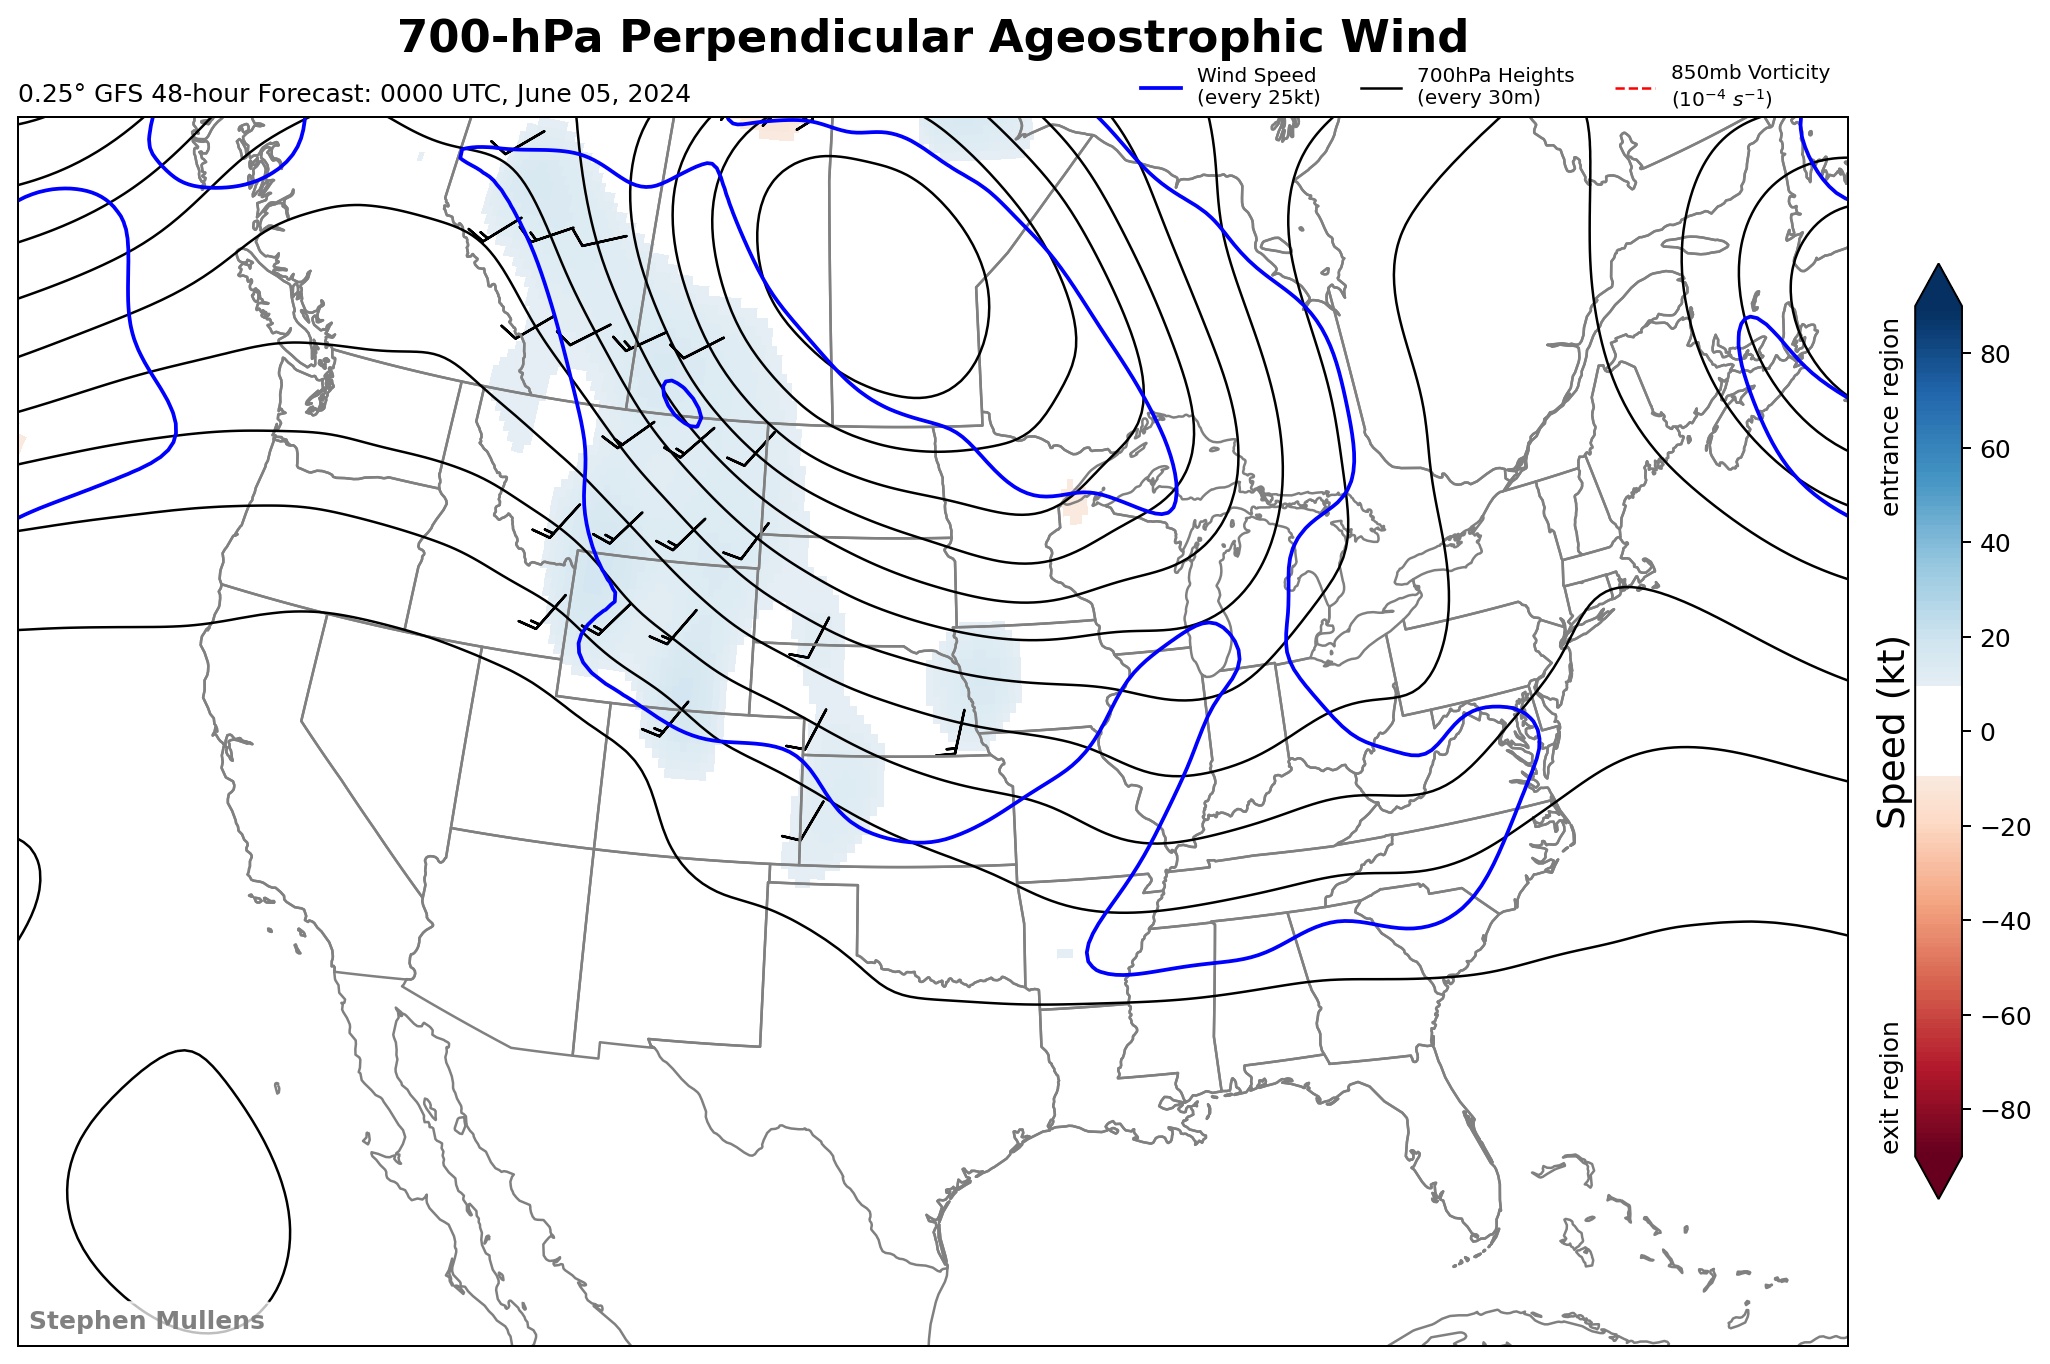 700-hPa Perpendicular Ageostrophic Wind
0.25° GFS 48-hour Forecast: 0000 UTC, June 05, 2024
Wind Speed
(every 25kt)
700hPa Heights
(every 30m)
850mb Vorticity
(10⁻⁴ s⁻¹)
entrance region
Speed (kt)
exit region
80
60
40
20
0
−20
−40
−60
−80
Stephen Mullens